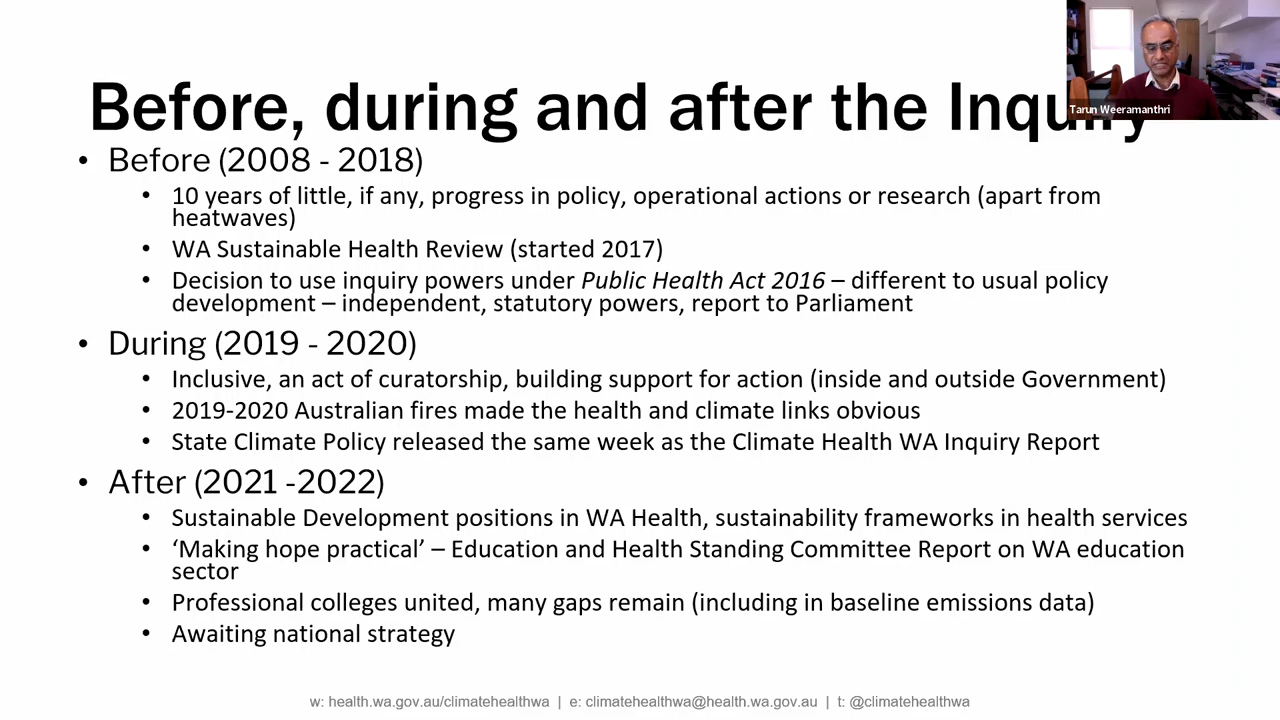 Tarun Weeramanthri
Before, during and after the Inquiry
• Before (2008 - 2018)
• 10 years of little, if any, progress in policy, operational actions or research (apart from
heatwaves)
• WA Sustainable Health Review (started 2017)
• Decision to use inquiry powers under Public Health Act 2016 – different to usual policy
development – independent, statutory powers, report to Parliament
• During (2019 - 2020)
• Inclusive, an act of curatorship, building support for action (inside and outside Government)
• 2019-2020 Australian fires made the health and climate links obvious
• State Climate Policy released the same week as the Climate Health WA Inquiry Report
• After (2021 -2022)
• Sustainable Development positions in WA Health, sustainability frameworks in health services
• ‘Making hope practical’ – Education and Health Standing Committee Report on WA education
sector
• Professional colleges united, many gaps remain (including in baseline emissions data)
• Awaiting national strategy
w: health.wa.gov.au/climatehealthwa | e: climatehealthwa@health.wa.gov.au | t: @climatehealthwa